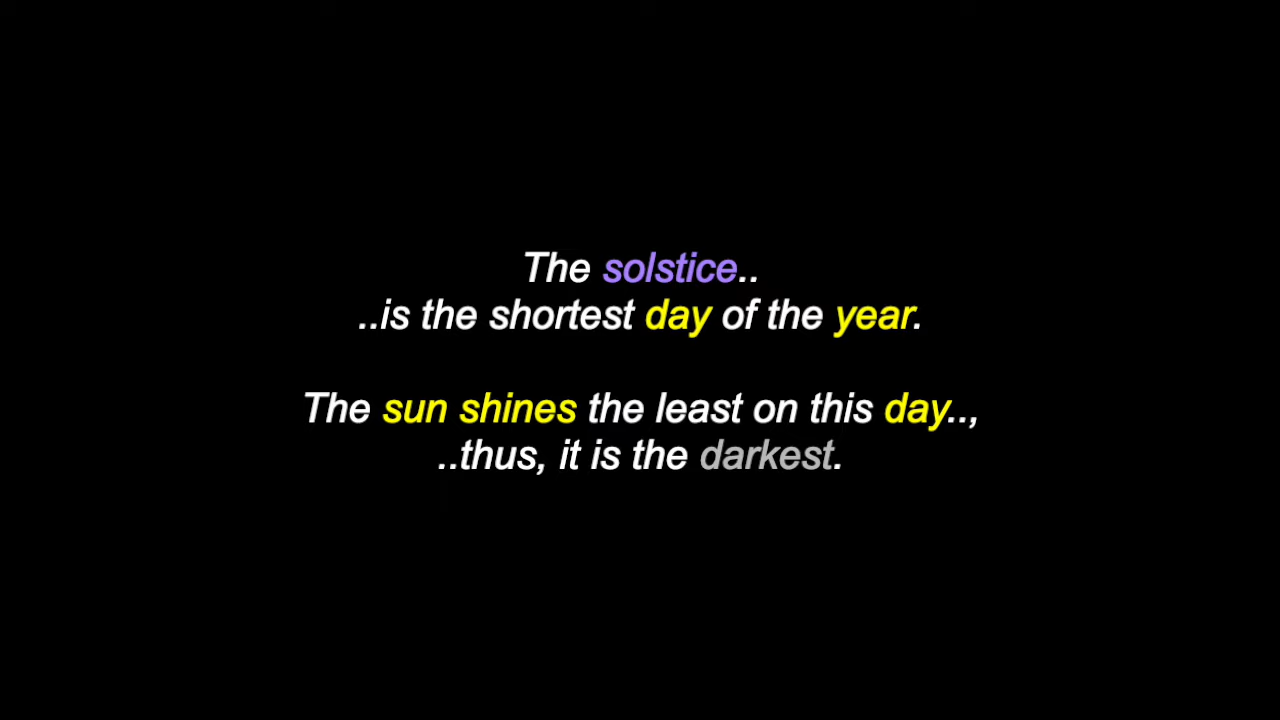 The solstice..
..is the shortest day of the year.
The sun shines the least on this day..,
..thus, it is the darkest.